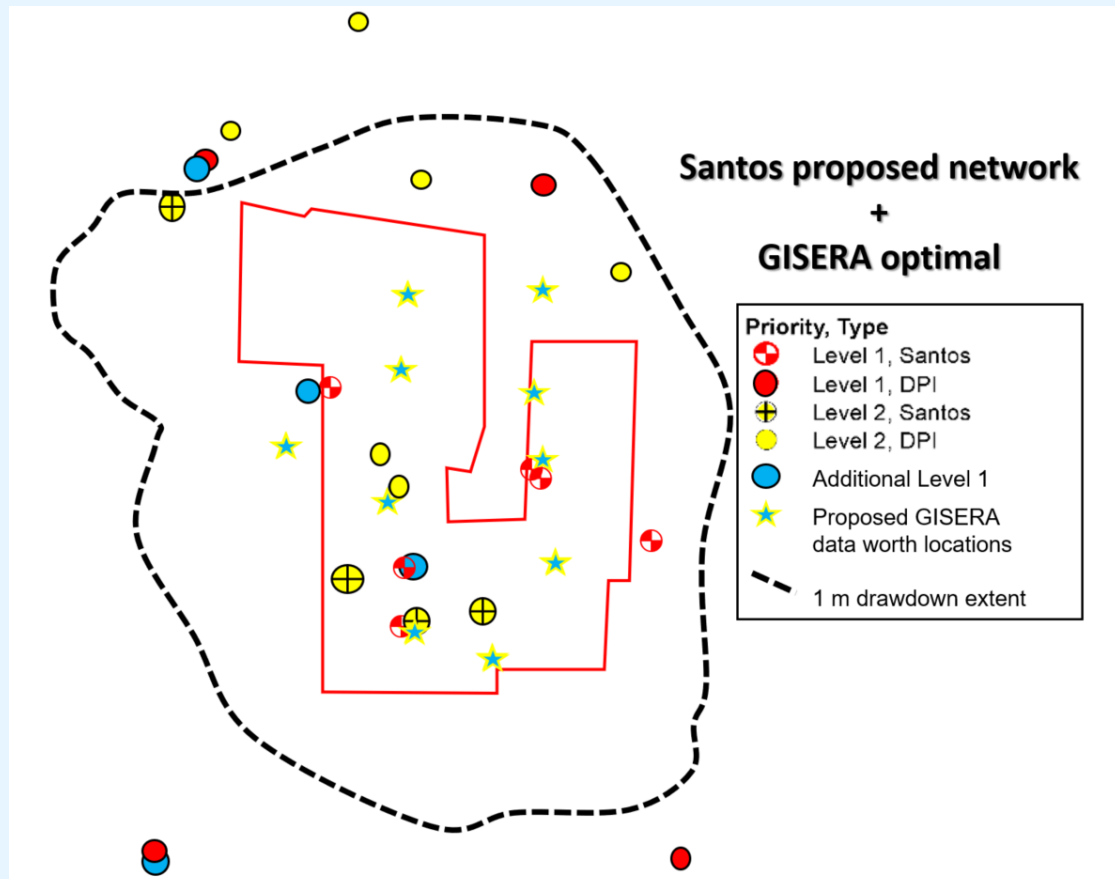 Santos proposed network
+
GISERA optimal
Priority, Type
Level 1, Santos
Level 1, DPI
Level 2, Santos
Level 2, DPI
Additional Level 1
Proposed GISERA
data worth locations
1 m drawdown extent